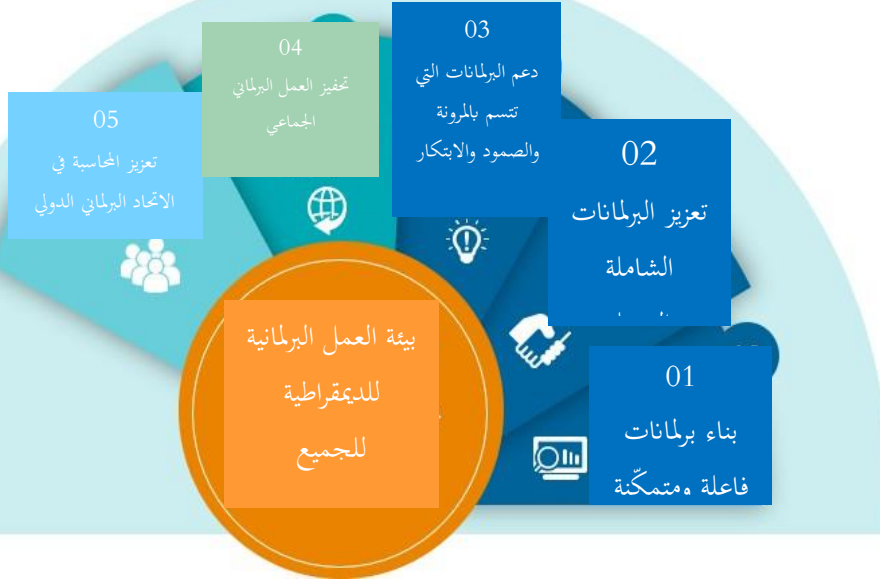 01
بناء برلمانات
فاعلة ومتمكّنة
02
تعزيز البرلمانات
الشاملة
03
دعم البرلمانات التي
تتسم بالمرونة
والصمود والابتكار
04
تحفيز العمل البرلماني
الجماعي
05
تعزيز المحاسبة في
الاتحاد البرلماني الدولي
بيئة العمل البرلمانية
للديمقراطية
للجميع